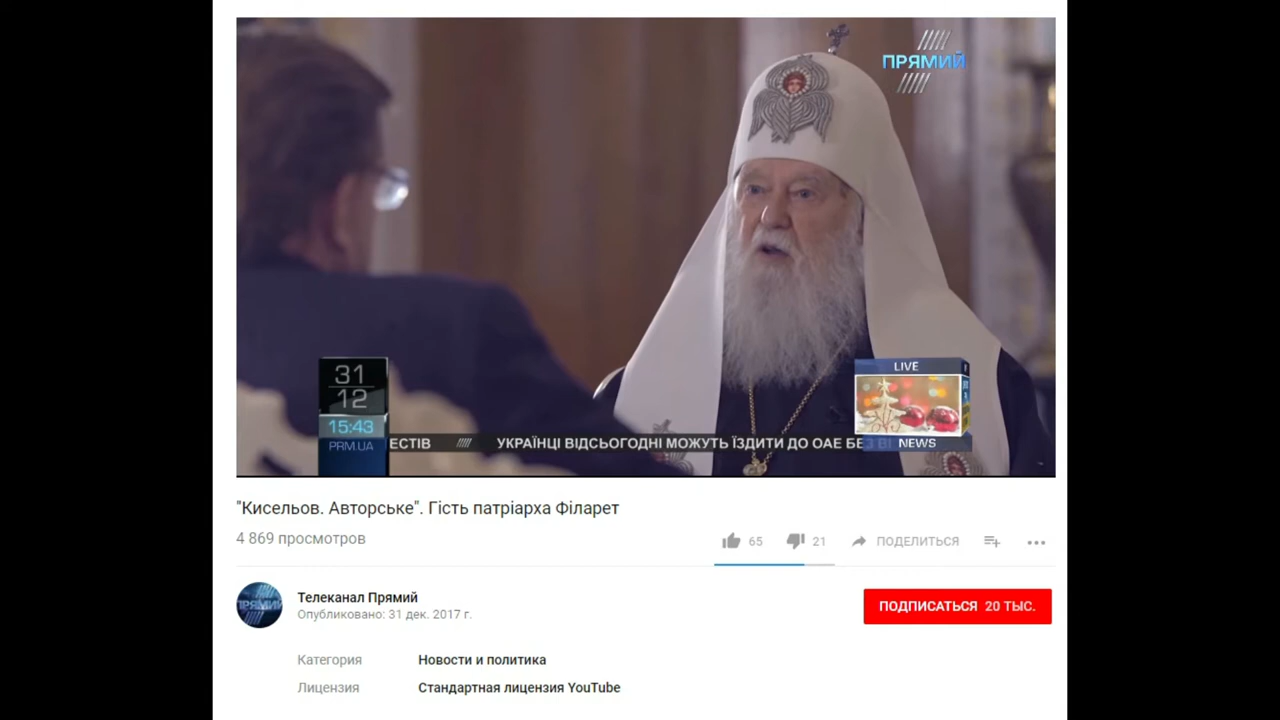 ПРЯМИЙ
31
12
15:43
PRM.UA
LIVE
NEWS
ЕСТІВ //// УКРАЇНЦІ ВІДСЬОГОДНІ МОЖУТЬ ЇЗДИТИ ДО ОАЕ БЕЗ ВІ
"Кисельов. Авторське". Гість патріарха Філарет
4 869 просмотров
65 21 ПОДЕЛИТЬСЯ
ПРЯМИЙ
Телеканал Прямий
Опубликовано: 31 дек. 2017 г.
ПОДПИСАТЬСЯ 20 ТЫС.
Категория Новости и политика
Лицензия Стандартная лицензия YouTube